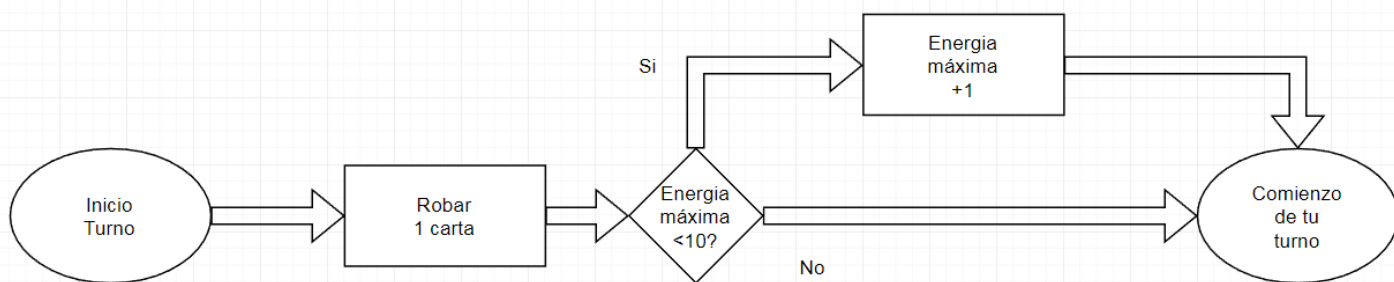 Inicio
Turno
Robar
1 carta
Energia
máxima
<10?
Si
Energia
máxima
+1
No
Comienzo
de tu
turno